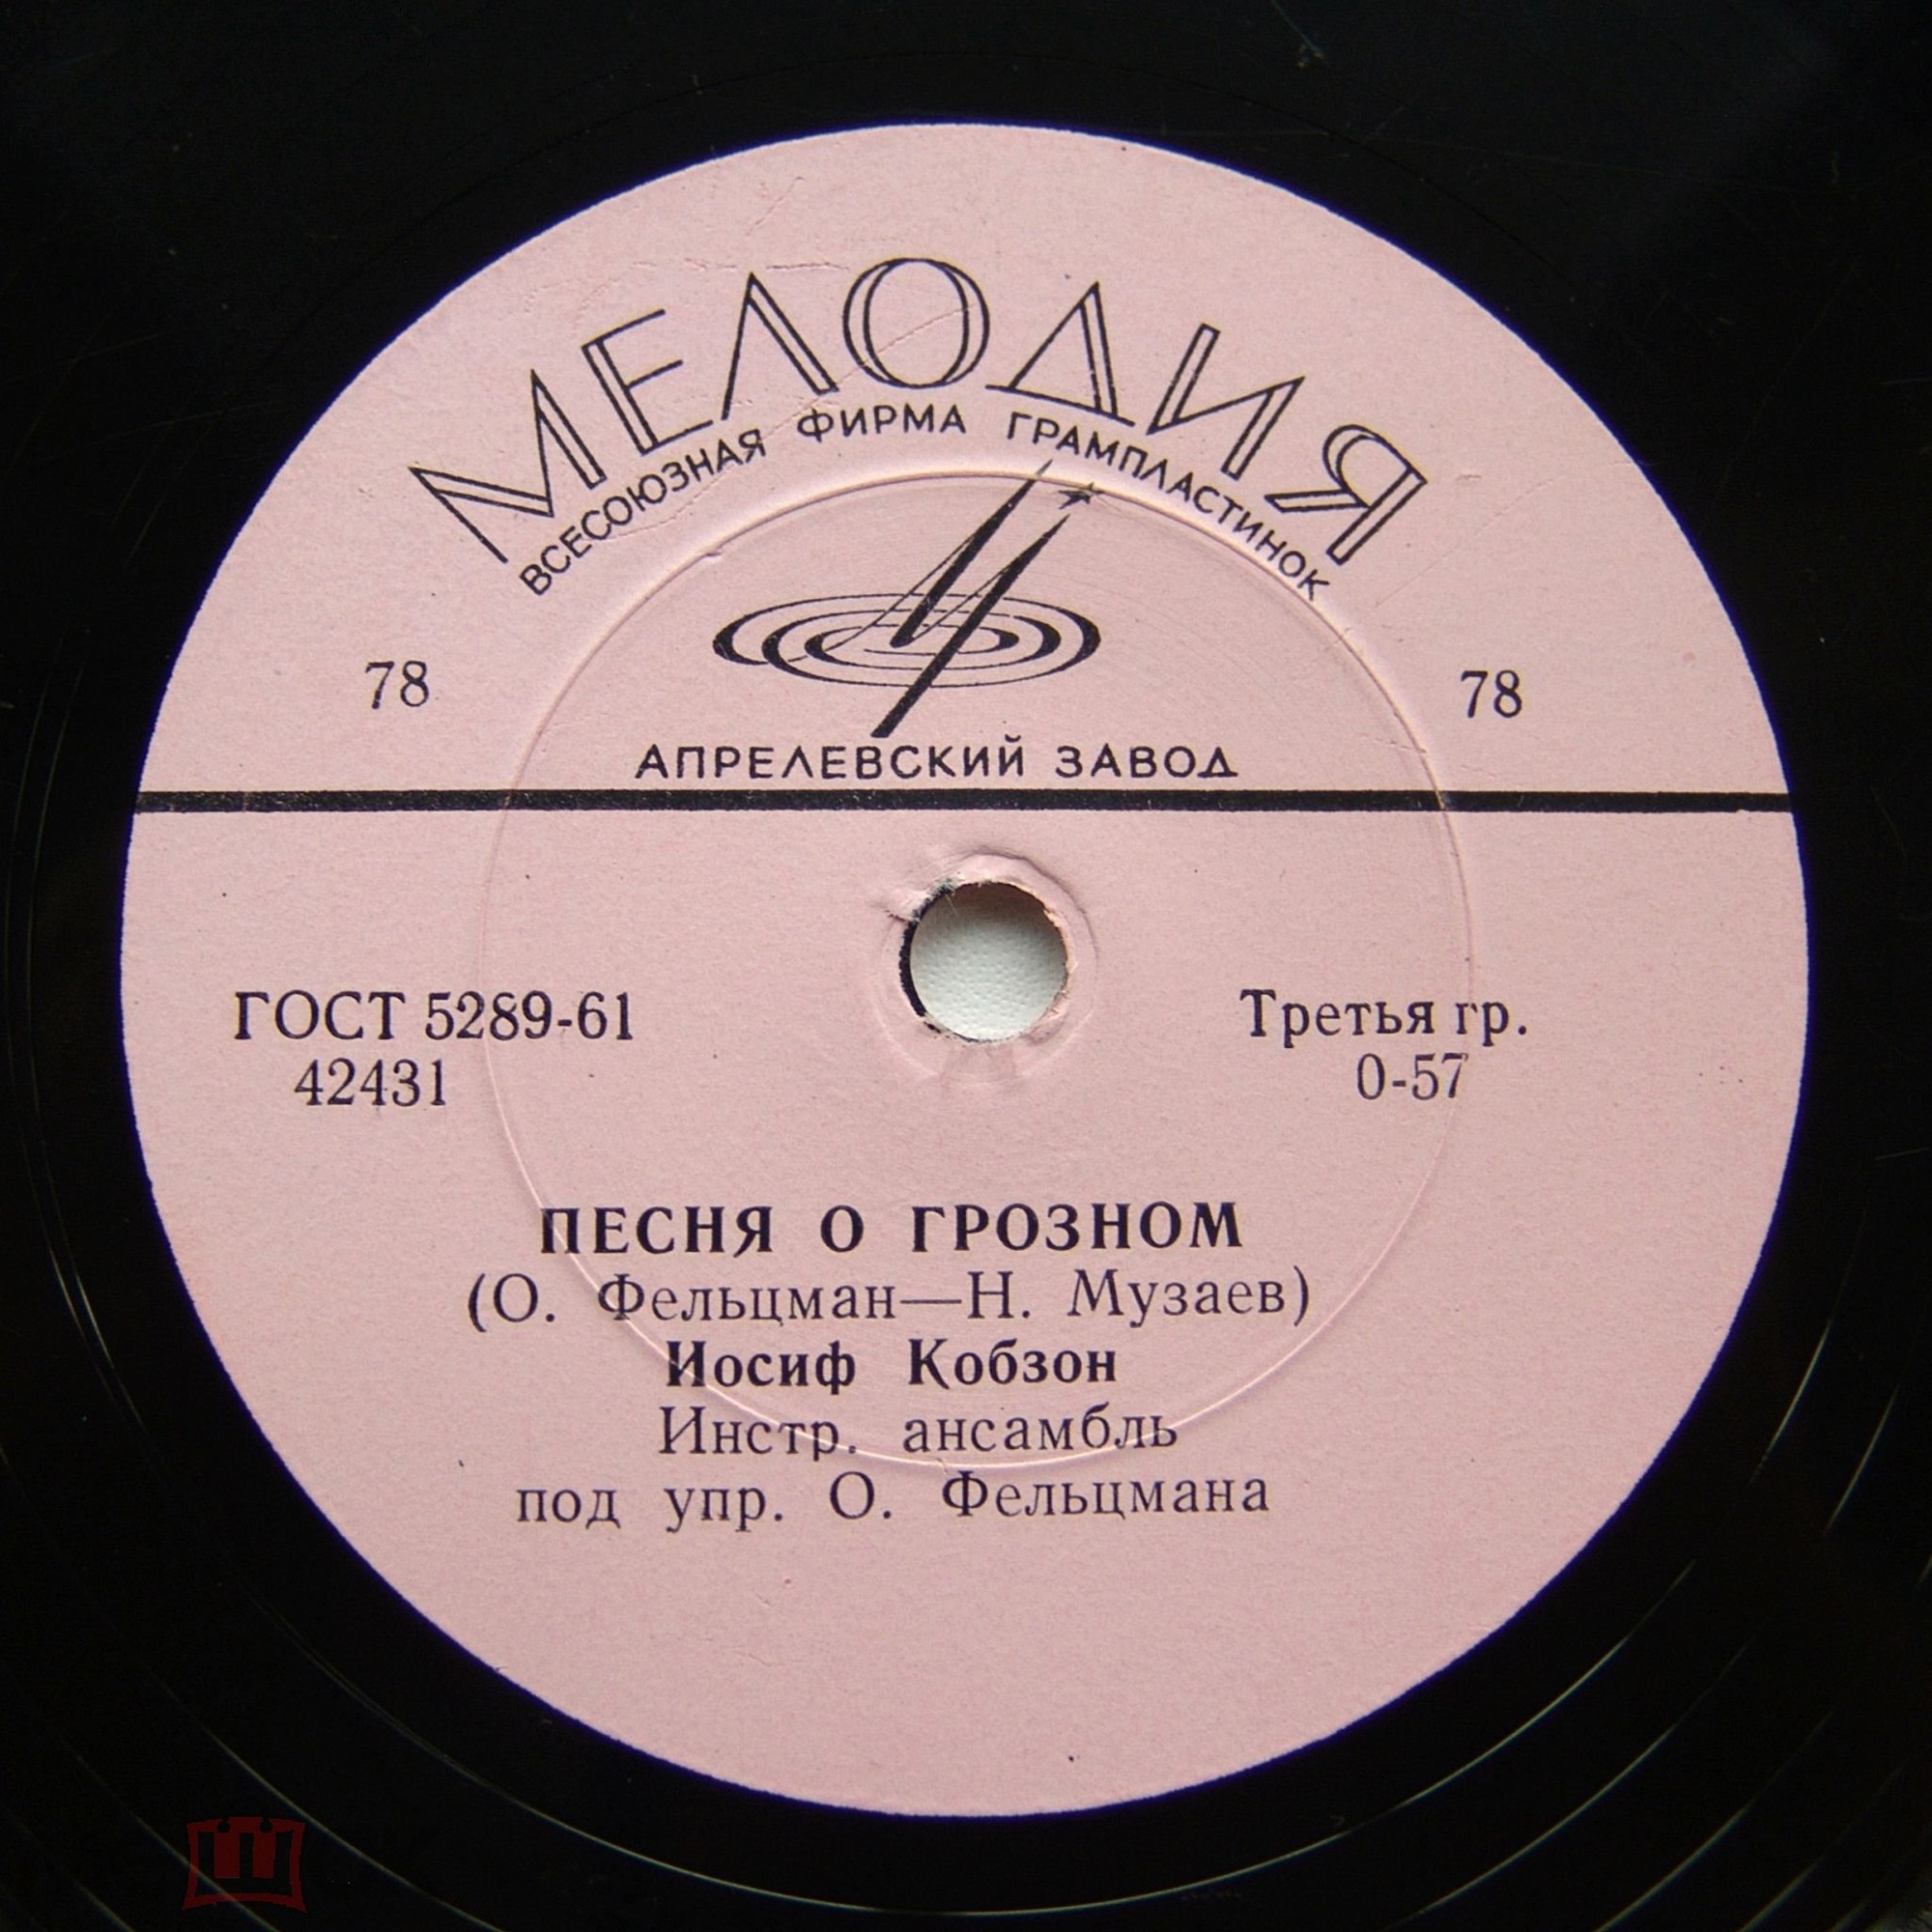 МЕЛОДИЯ
ВСЕСОЮЗНАЯ ФИРМА ГРАМПЛАСТИНОК
78 78
АПРЕЛЕВСКИЙ ЗАВОД
ГОСТ 5289-61 Третья гр.
42431 0-57
ПЕСНЯ О ГРОЗНОМ
(О. Фельцман—Н. Музаев)
Иосиф Кобзон
Инстр. ансамбль
под упр. О. Фельцмана